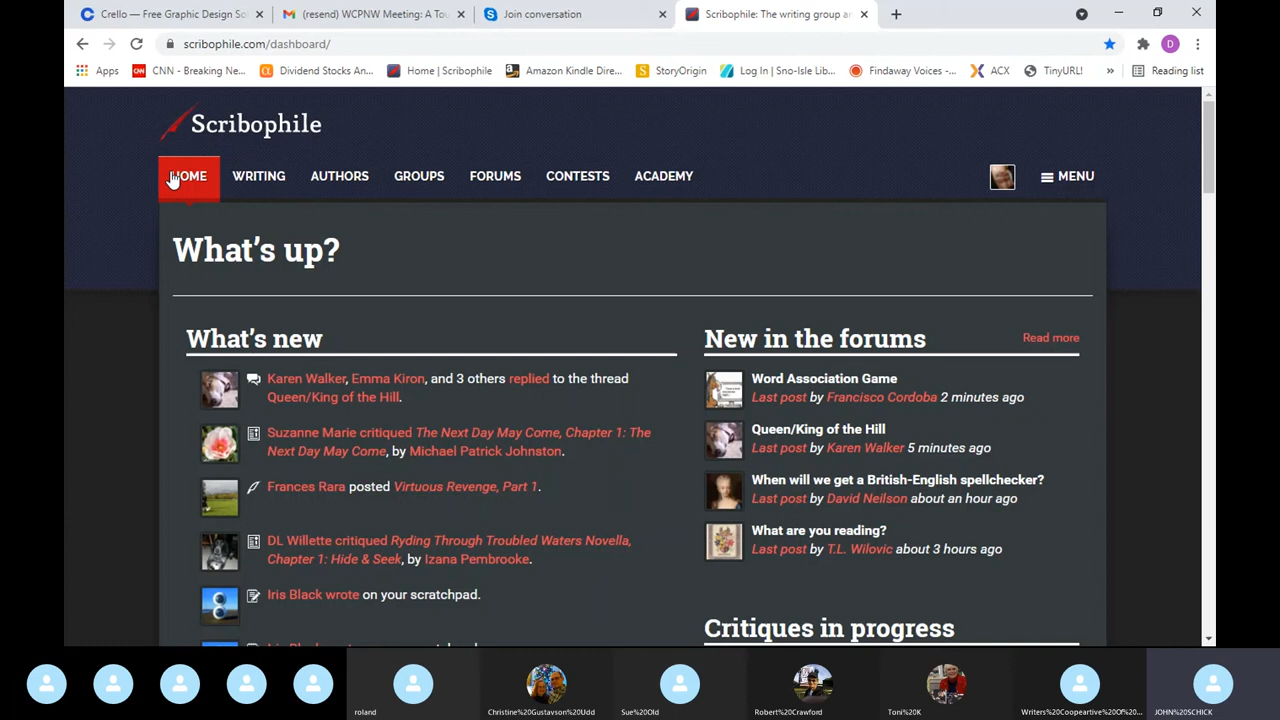 Crello — Free Graphic Design So
(resend) WCPNW Meeting: A Tou
Join conversation
Scribophile: The writing group ar
scribophile.com/dashboard/
D
Apps
CNN - Breaking Ne...
Dividend Stocks An...
Home | Scribophile
Amazon Kindle Dire...
StoryOrigin
Log In | Sno-Isle Lib...
Findaway Voices -...
ACX
TinyURL!
»
Reading list
Scribophile
HOME
WRITING
AUTHORS
GROUPS
FORUMS
CONTESTS
ACADEMY
MENU
What's up?
What's new
Karen Walker, Emma Kiron, and 3 others replied to the thread
Queen/King of the Hill.
Suzanne Marie critiqued The Next Day May Come, Chapter 1: The
Next Day May Come, by Michael Patrick Johnston.
Frances Rara posted Virtuous Revenge, Part 1.
DL Willette critiqued Ryding Through Troubled Waters Novella,
Chapter 1: Hide & Seek, by Izana Pembrooke.
Iris Black wrote on your scratchpad.
New in the forums
Read more
Word Association Game
Last post by Francisco Cordoba 2 minutes ago
Queen/King of the Hill
Last post by Karen Walker 5 minutes ago
When will we get a British-English spellchecker?
Last post by David Neilson about an hour ago
What are you reading?
Last post by T.L. Wilovic about 3 hours ago
Critiques in progress
roland
Christine%20Gustavson%20Udd
Sue%20Old
Robert%20Crawford
Toni%20K
Writers%20Coopeartive%20Of%20...
JOHN%20SCHICK